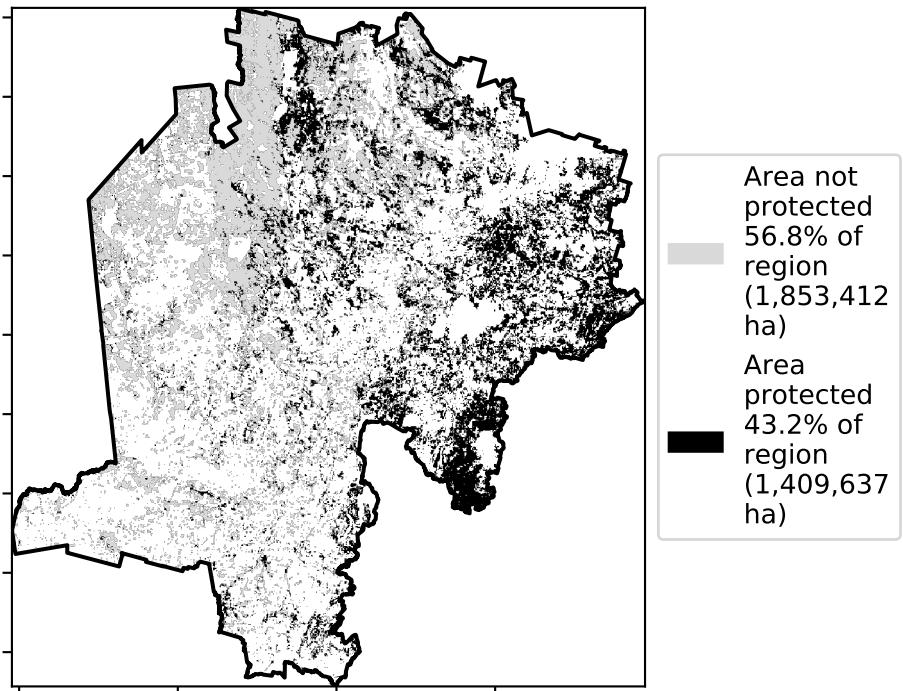 Area not
protected
56.8% of
region
(1,853,412
ha)
Area
protected
43.2% of
region
(1,409,637
ha)